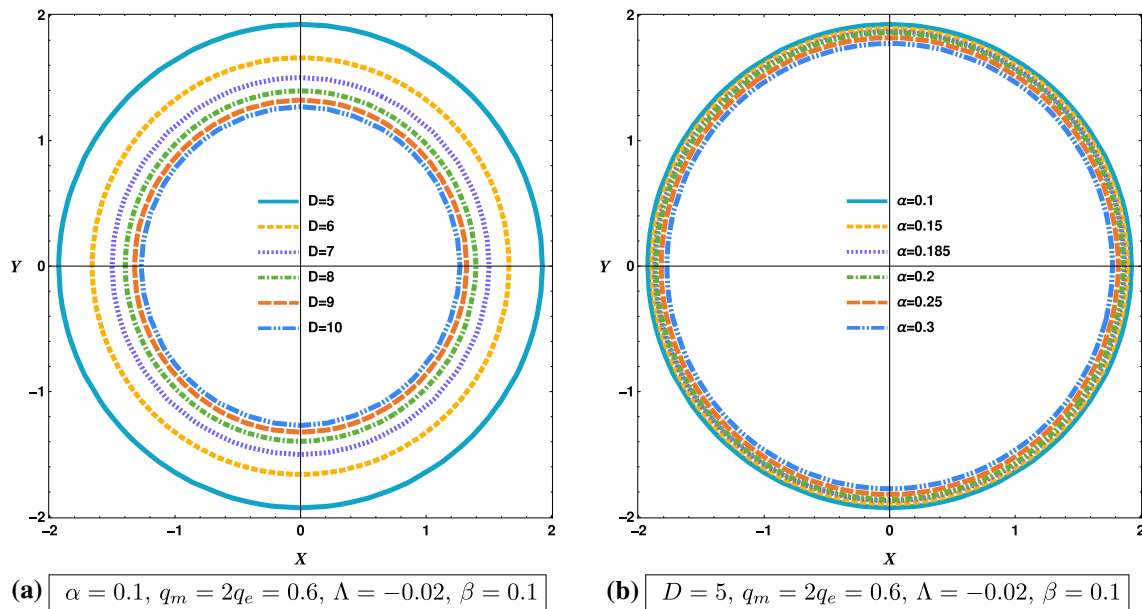 2
1
Y
0
−1
−2
−2
−1
0
1
2
X
D=5
D=6
D=7
D=8
D=9
D=10
(a) α = 0.1, q_m = 2q_e = 0.6, Λ = −0.02, β = 0.1
2
1
Y
0
−1
−2
−2
−1
0
1
2
X
α=0.1
α=0.15
α=0.185
α=0.2
α=0.25
α=0.3
(b) D = 5, q_m = 2q_e = 0.6, Λ = −0.02, β = 0.1